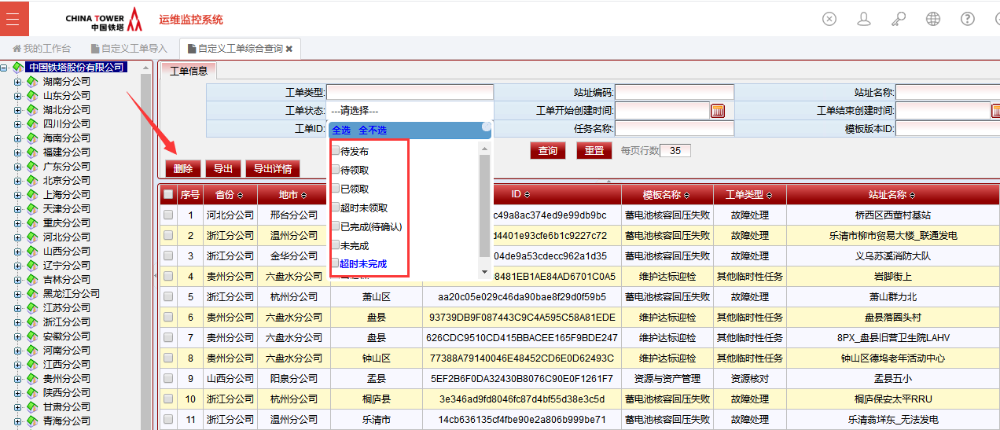 CHINA TOWER
中国铁塔
运维监控系统
我的工作台 自定义工单导入 自定义工单综合查询
中国铁塔股份有限公司
湖南分公司
山东分公司
湖北分公司
四川分公司
海南分公司
福建分公司
广东分公司
北京分公司
上海分公司
天津分公司
重庆分公司
河北分公司
山西分公司
辽宁分公司
吉林分公司
黑龙江分公司
江苏分公司
浙江分公司
安徽分公司
河南分公司
江西分公司
贵州分公司
陕西分公司
甘肃分公司
青海分公司
工单信息
工单类型: 站址编码: 站址名称:
工单状态: ---请选择--- 工单开始创建时间: 工单结束创建时间:
工单ID: 任务名称: 模板版本ID:
全选 全不选
待发布
待领取
已领取
超时未领取
已完成(待确认)
未完成
超时未完成
查询 重置 每页行数 35
删除 导出 导出详情
序号 省份 地市 ID 模板名称 工单类型 站址名称
1 河北分公司 邢台分公司 c49a8ac374ed9e99db9bc 蓄电池核容回压失败 故障处理 桥西区西董村基站
2 浙江分公司 温州分公司 d4401e93cfe6b1c9227c72 蓄电池核容回压失败 故障处理 乐清市柳市贸易大楼_联通发电
3 浙江分公司 金华分公司 04de9a53cdecc962a1d35 蓄电池核容回压失败 故障处理 义乌苏溪消防大队
4 贵州分公司 六盘水分公司 8481EB1AE84AD6701C0A5 维护达标迎检 其他临时性任务 岩脚街上
5 浙江分公司 杭州分公司 萧山区 aa20c05e029c46da90bae8f29d0f59b5 蓄电池核容回压失败 故障处理 萧山群力北
6 贵州分公司 六盘水分公司 盘县 93739DB9F087443C9C4A595C58A81EDE 维护达标迎检 其他临时性任务 盘县落圈头村
7 贵州分公司 六盘水分公司 盘县 626CDC9510CD415BBACEE165F9BDE247 维护达标迎检 其他临时性任务 8PX_盘县旧营卫生院LAHV
8 贵州分公司 六盘水分公司 钟山区 77388A79140046E48452CD6E0D62493C 维护达标迎检 其他临时性任务 钟山区德坞老年活动中心
9 山西分公司 阳泉分公司 盂县 5EF2B6F0DA32430B8076C90E0F1261F7 资源与资产管理 资源核对 盂县五小
10 浙江分公司 杭州分公司 桐庐县 3e346ad9fd8046fc87d4bf55d38e3c5d 蓄电池核容回压失败 故障处理 桐庐保安太平RRU
11 浙江分公司 温州分公司 乐清市 14cb636135cf4fbe90e2a806b999be71 蓄电池核容回压失败 故障处理 乐清翁垟东_无法发电